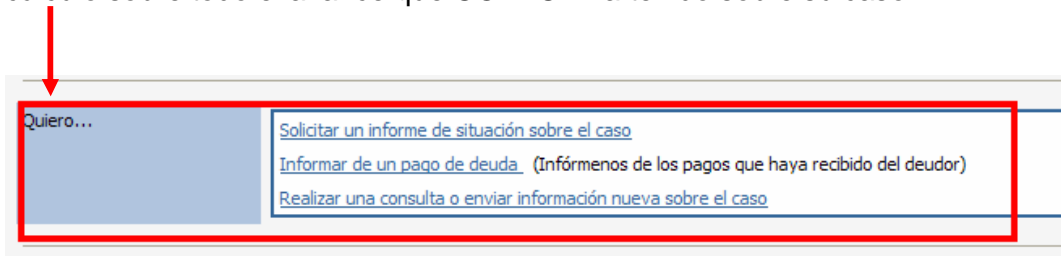 Quiero...
Solicitar un informe de situación sobre el caso
Informar de un pago de deuda (Infórmenos de los pagos que haya recibido del deudor)
Realizar una consulta o enviar información nueva sobre el caso